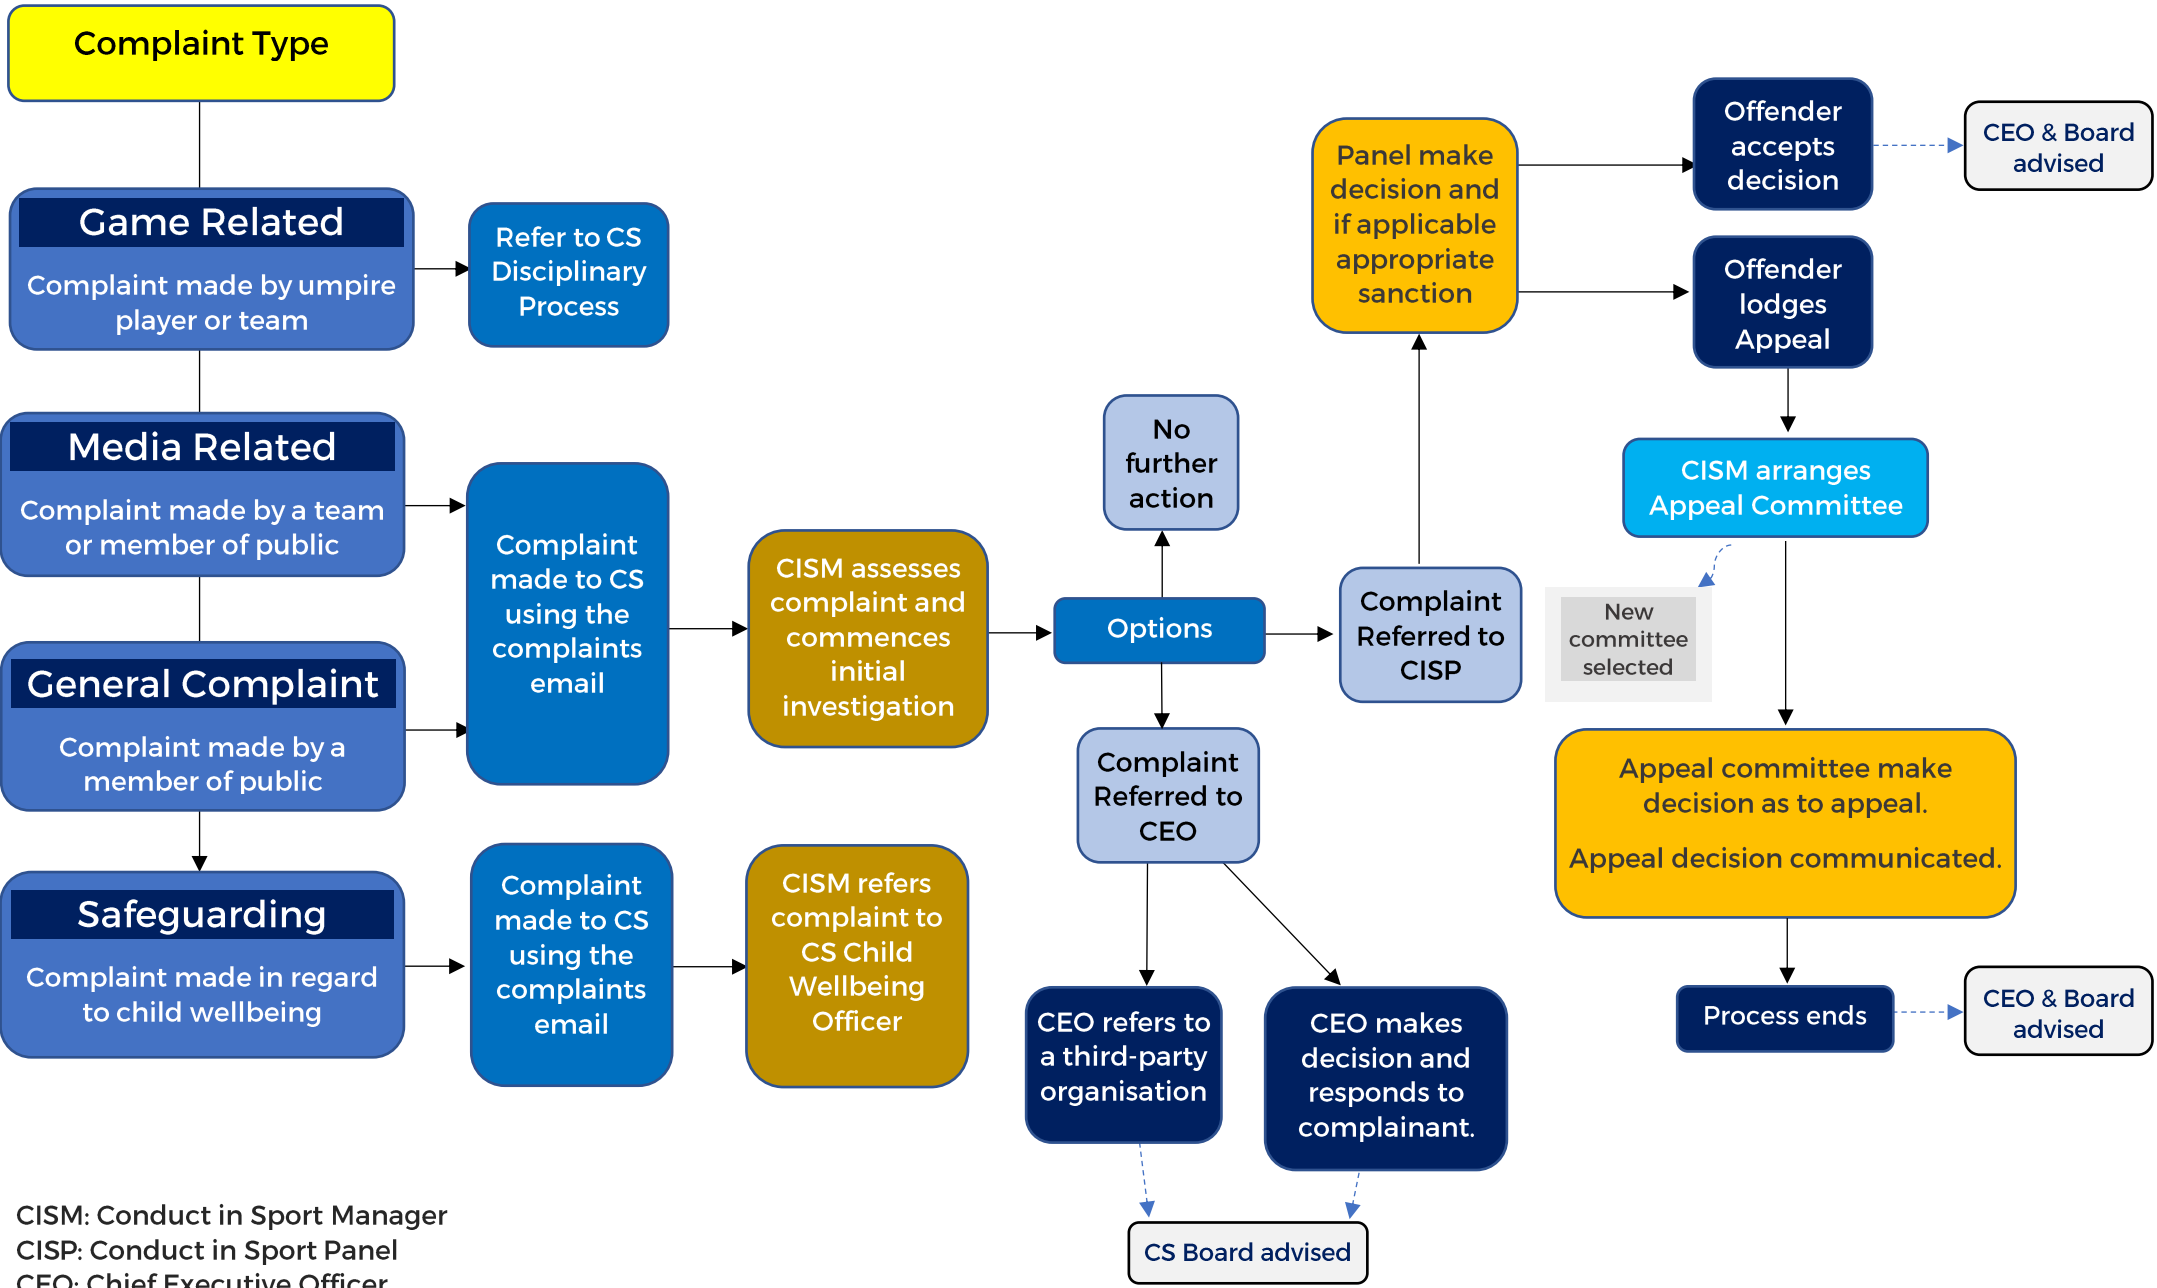 Complaint Type
Game Related
Complaint made by umpire
player or team
Refer to CS
Disciplinary
Process
Media Related
Complaint made by a team
or member of public
General Complaint
Complaint made by a
member of public
Complaint
made to CS
using the
complaints
email
CISM assesses
complaint and
commences
initial
investigation
Safeguarding
Complaint made in regard
to child wellbeing
Complaint
made to CS
using the
complaints
email
CISM refers
complaint to
CS Child
Wellbeing
Officer
Options
No
further
action
Complaint
Referred to
CISP
Complaint
Referred to
CEO
CEO refers to
a third-party
organisation
CEO makes
decision and
responds to
complainant.
CS Board advised
Panel make
decision and
if applicable
appropriate
sanction
Offender
accepts
decision
CEO & Board
advised
Offender
lodges
Appeal
CISM arranges
Appeal Committee
New
committee
selected
Appeal committee make
decision as to appeal.
Appeal decision communicated.
Process ends
CEO & Board
advised
CISM: Conduct in Sport Manager
CISP: Conduct in Sport Panel
CEO: Chief Executive Officer